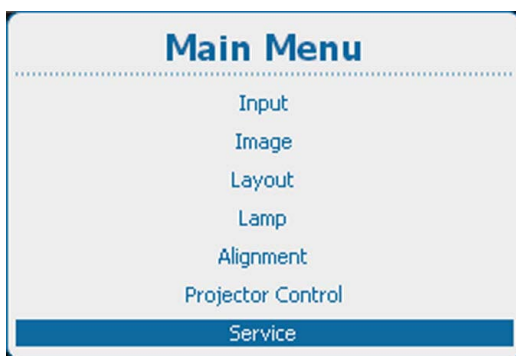 Main Menu
Input
Image
Layout
Lamp
Alignment
Projector Control
Service